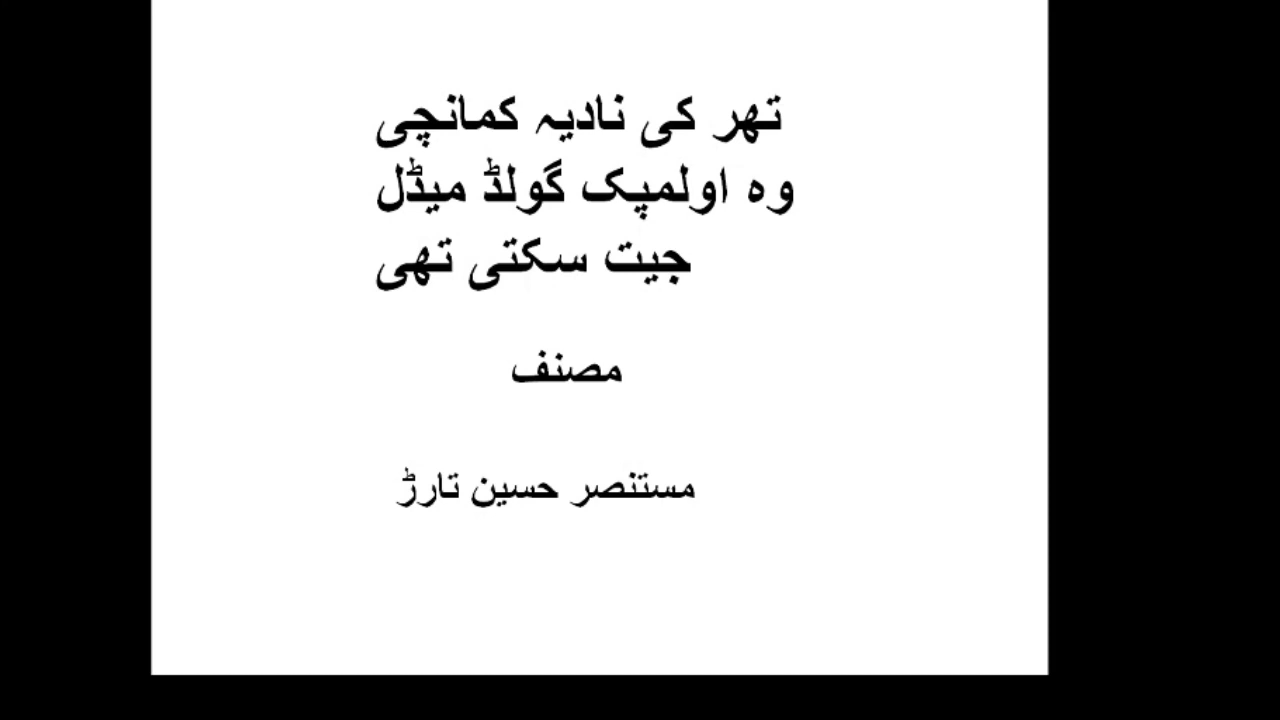 تھر کی نادیہ کمانچی
وہ اولمپک گولڈ میڈل
جیت سکتی تھی
مصنف
مستنصر حسین تارڑ